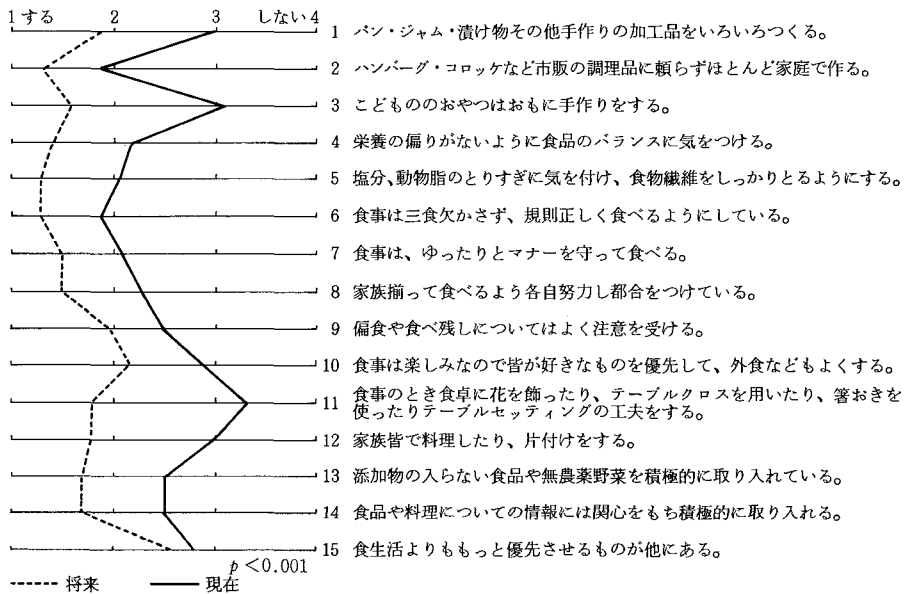 1 する 2 3 しない 4
1 パン・ジャム・漬け物その他手作りの加工品をいろいろつくる。
2 ハンバーグ・コロッケなど市販の調理品に頼らずほとんど家庭で作る。
3 こどもののおやつはおもに手作りをする。
4 栄養の偏りがないように食品のバランスに気をつける。
5 塩分、動物脂のとりすぎに気を付け、食物繊維をしっかりとるようにする。
6 食事は三食欠かさず、規則正しく食べるようにしている。
7 食事は、ゆったりとマナーを守って食べる。
8 家族揃って食べるよう各自努力し都合をつけている。
9 偏食や食べ残しについてはよく注意を受ける。
10 食事は楽しみなので皆が好きなものを優先して、外食などもよくする。
11 食事のとき食卓に花を飾ったり、テーブルクロスを用いたり、箸おきを
使ったりテーブルセッティングの工夫をする。
12 家族皆で料理したり、片付けをする。
13 添加物の入らない食品や無農薬野菜を積極的に取り入れている。
14 食品や料理についての情報には関心をもち積極的に取り入れる。
15 食生活よりももっと優先させるものが他にある。
p<0.001
将来 現在